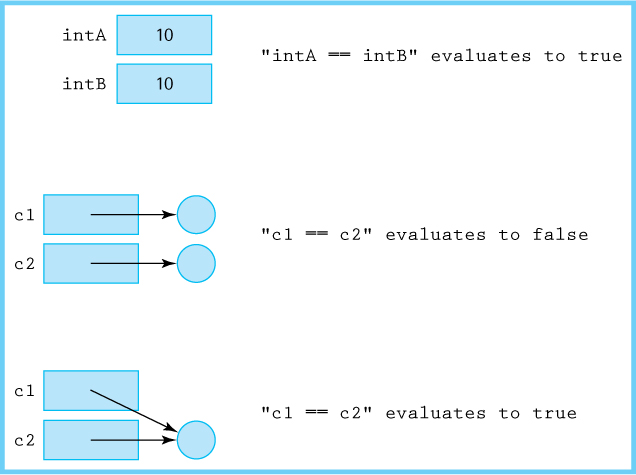 intA 10
"intA == intB" evaluates to true
intB 10
c1
"c1 == c2" evaluates to false
c2
c1
"c1 == c2" evaluates to true
c2